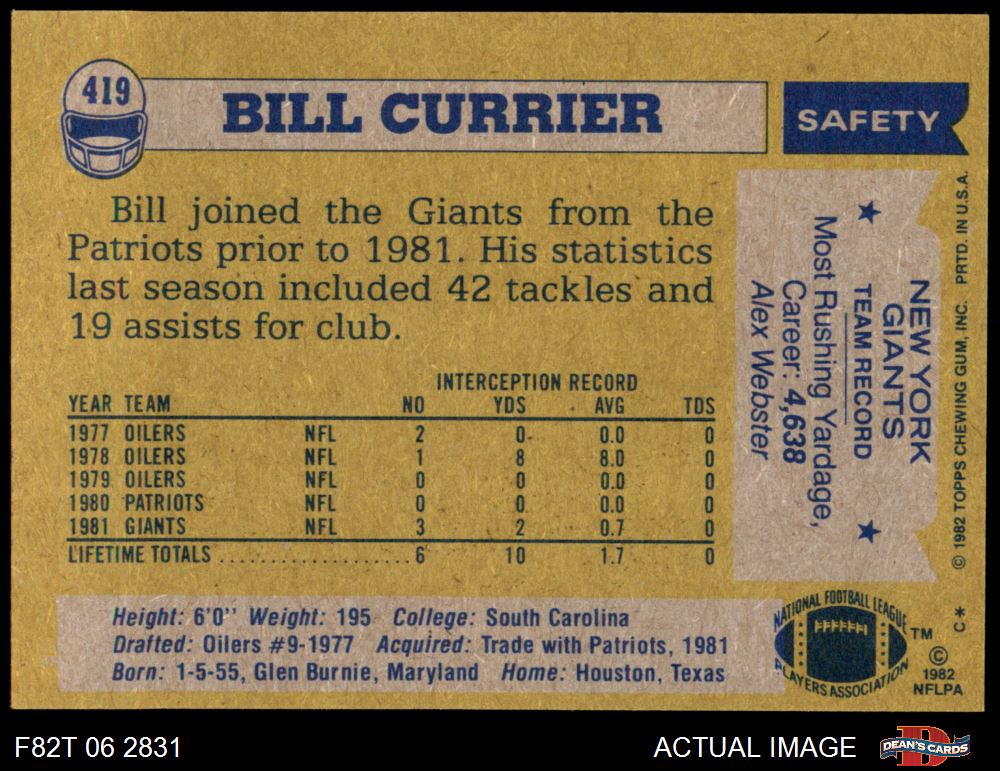 419
BILL CURRIER
SAFETY
Bill joined the Giants from the
Patriots prior to 1981. His statistics
last season included 42 tackles and
19 assists for club.
INTERCEPTION RECORD
YEAR TEAM NO YDS AVG TDS
1977 OILERS NFL 2 0 0.0 0
1978 OILERS NFL 1 8 8.0 0
1979 OILERS NFL 0 0 0.0 0
1980 PATRIOTS NFL 0 0 0.0 0
1981 GIANTS NFL 3 2 0.7 0
LIFETIME TOTALS .................. 6 10 1.7 0
NEW YORK
GIANTS
TEAM RECORD
Most Rushing Yardage,
Career: 4,638
Alex Webster
© 1982 TOPPS CHEWING GUM, INC. PRTD. IN U.S.A.
C *
Height: 6'0" Weight: 195 College: South Carolina
Drafted: Oilers #9-1977 Acquired: Trade with Patriots, 1981
Born: 1-5-55, Glen Burnie, Maryland Home: Houston, Texas
NATIONAL FOOTBALL LEAGUE
PLAYERS ASSOCIATION
TM
©
1982
NFLPA
F82T 06 2831
ACTUAL IMAGE
DEAN'S CARDS